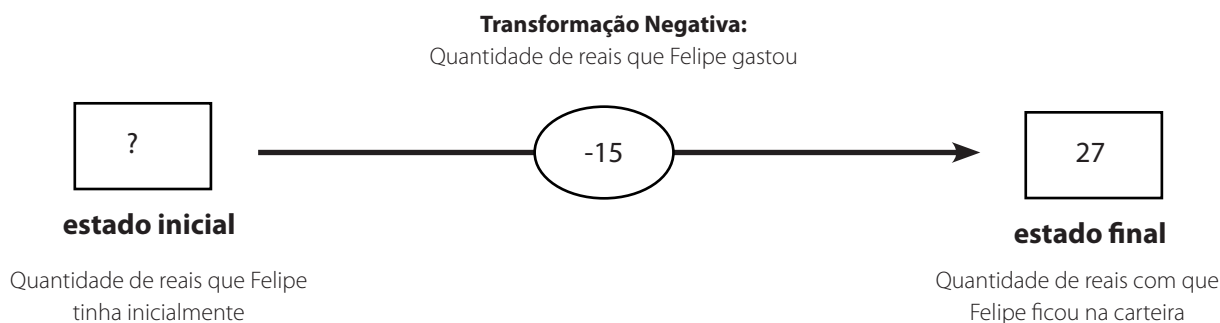 Transformação Negativa:
Quantidade de reais que Felipe gastou
?
-15
27
estado inicial
estado final
Quantidade de reais que Felipe
tinha inicialmente
Quantidade de reais com que
Felipe ficou na carteira